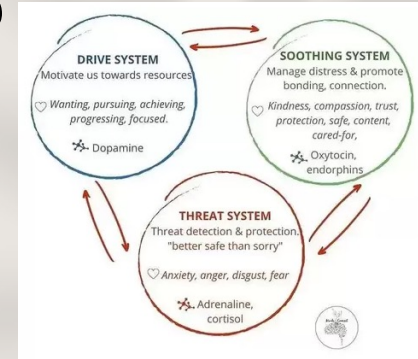 DRIVE SYSTEM
Motivate us towards resources
Wanting, pursuing, achieving,
progressing, focused.
Dopamine
SOOTHING SYSTEM
Manage distress & promote
bonding, connection.
Kindness, compassion, trust,
protection, safe, content,
cared-for,
Oxytocin,
endorphins
THREAT SYSTEM
Threat detection & protection.
"better safe than sorry"
Anxiety, anger, disgust, fear
Adrenaline,
cortisol